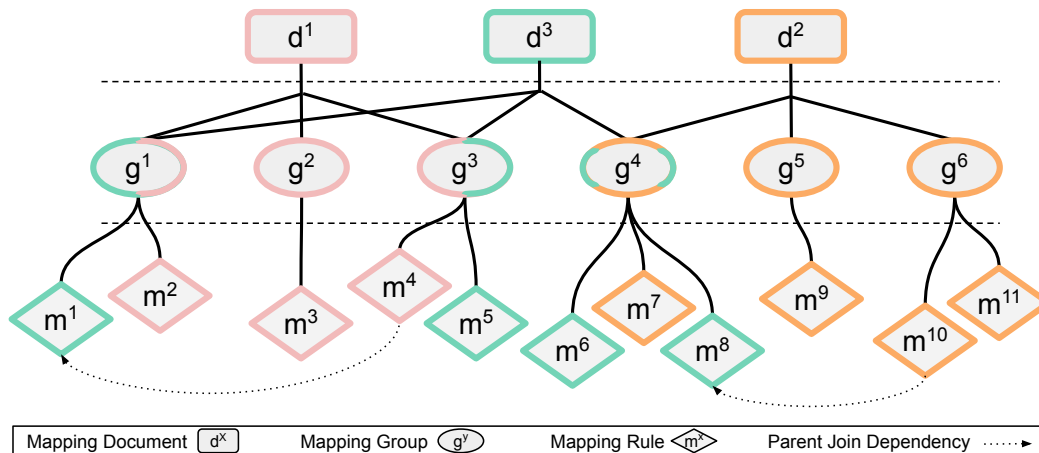 d¹ d³ d²
g¹ g² g³ g⁴ g⁵ g⁶
m¹ m² m³ m⁴ m⁵ m⁶ m⁷ m⁸ m⁹ m¹⁰ m¹¹
Mapping Document dˣ Mapping Group gʸ Mapping Rule mˣ Parent Join Dependency